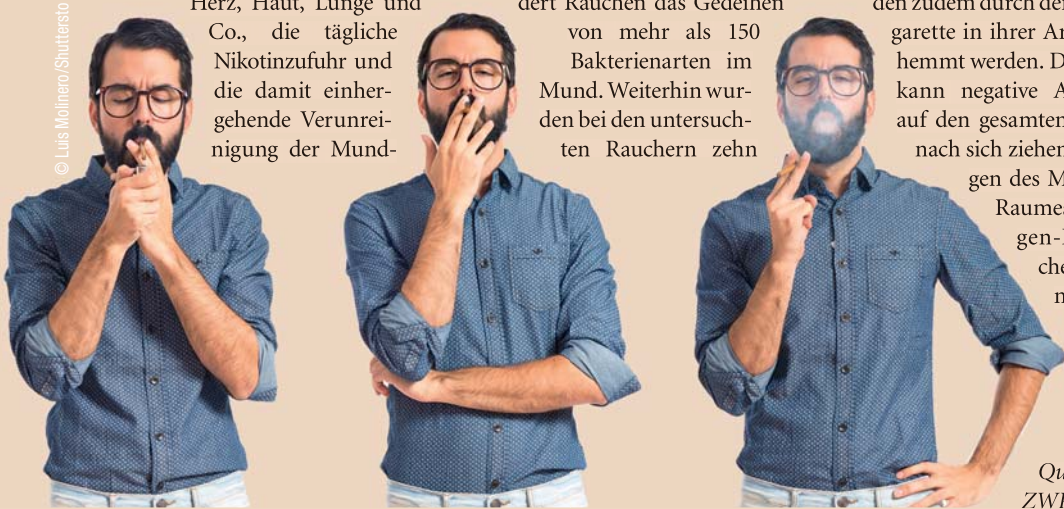 © Luis Molinero/Shuttersto
Herz, Haut, Lunge und
Co., die tägliche
Nikotinzufuhr und
die damit einher-
gehende Verunrei-
nigung der Mund-
dert Rauchen das Gedeihen
von mehr als 150
Bakterienarten im
Mund. Weiterhin wur-
den bei den untersuch-
ten Rauchern zehn
den zudem durch de
garette in ihrer A
hemmt werden. D
kann negative A
auf den gesamten
nach sich ziehen
gen des M
Raume
gen-
che
n
Qu
ZW